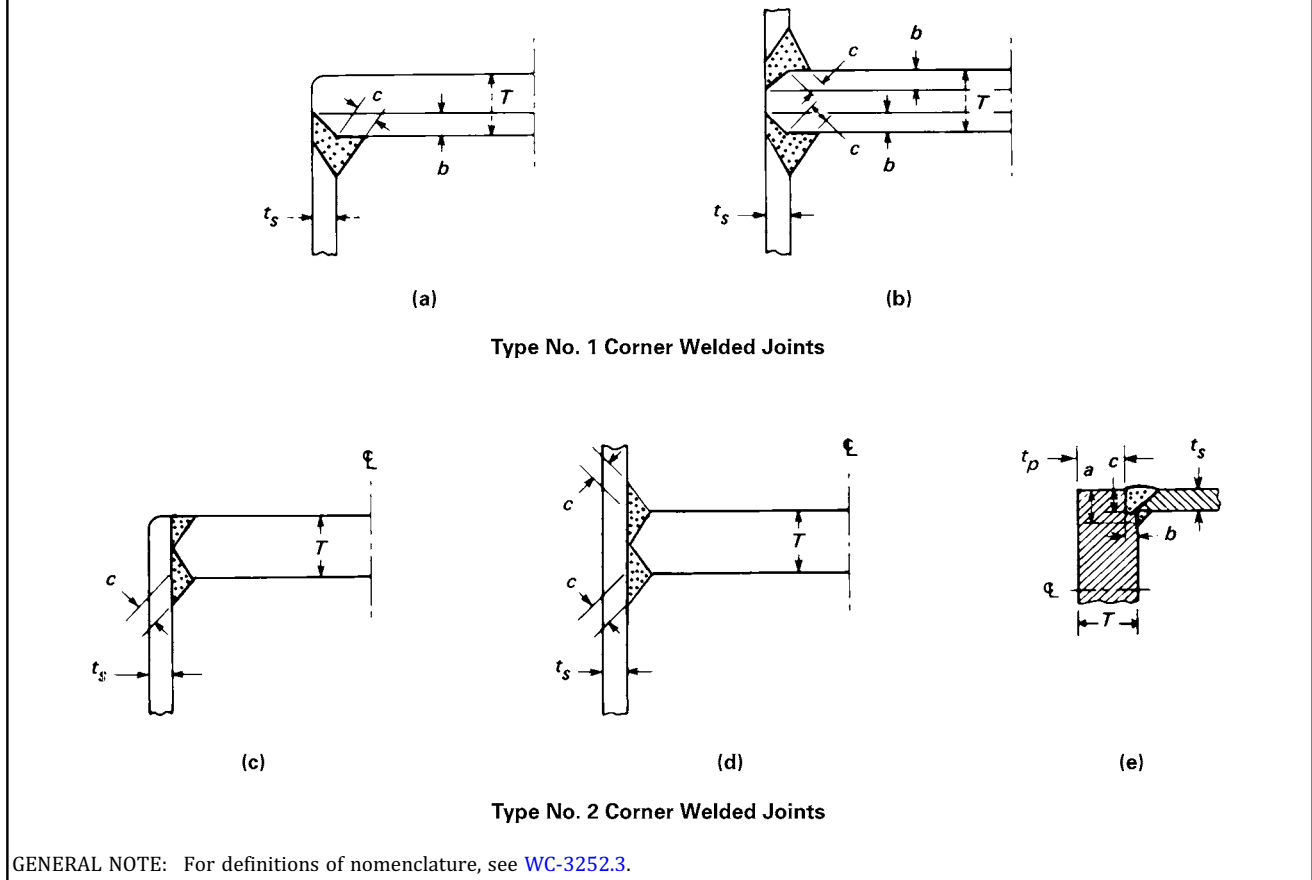 c
T
b
t_s
(a)
b
c
T
c
b
t_s
(b)
Type No. 1 Corner Welded Joints
℄
T
c
t_s
(c)
℄
c
T
c
t_s
(d)
t_p
a
c
t_s
b
℄
T
(e)
Type No. 2 Corner Welded Joints
GENERAL NOTE: For definitions of nomenclature, see WC-3252.3.